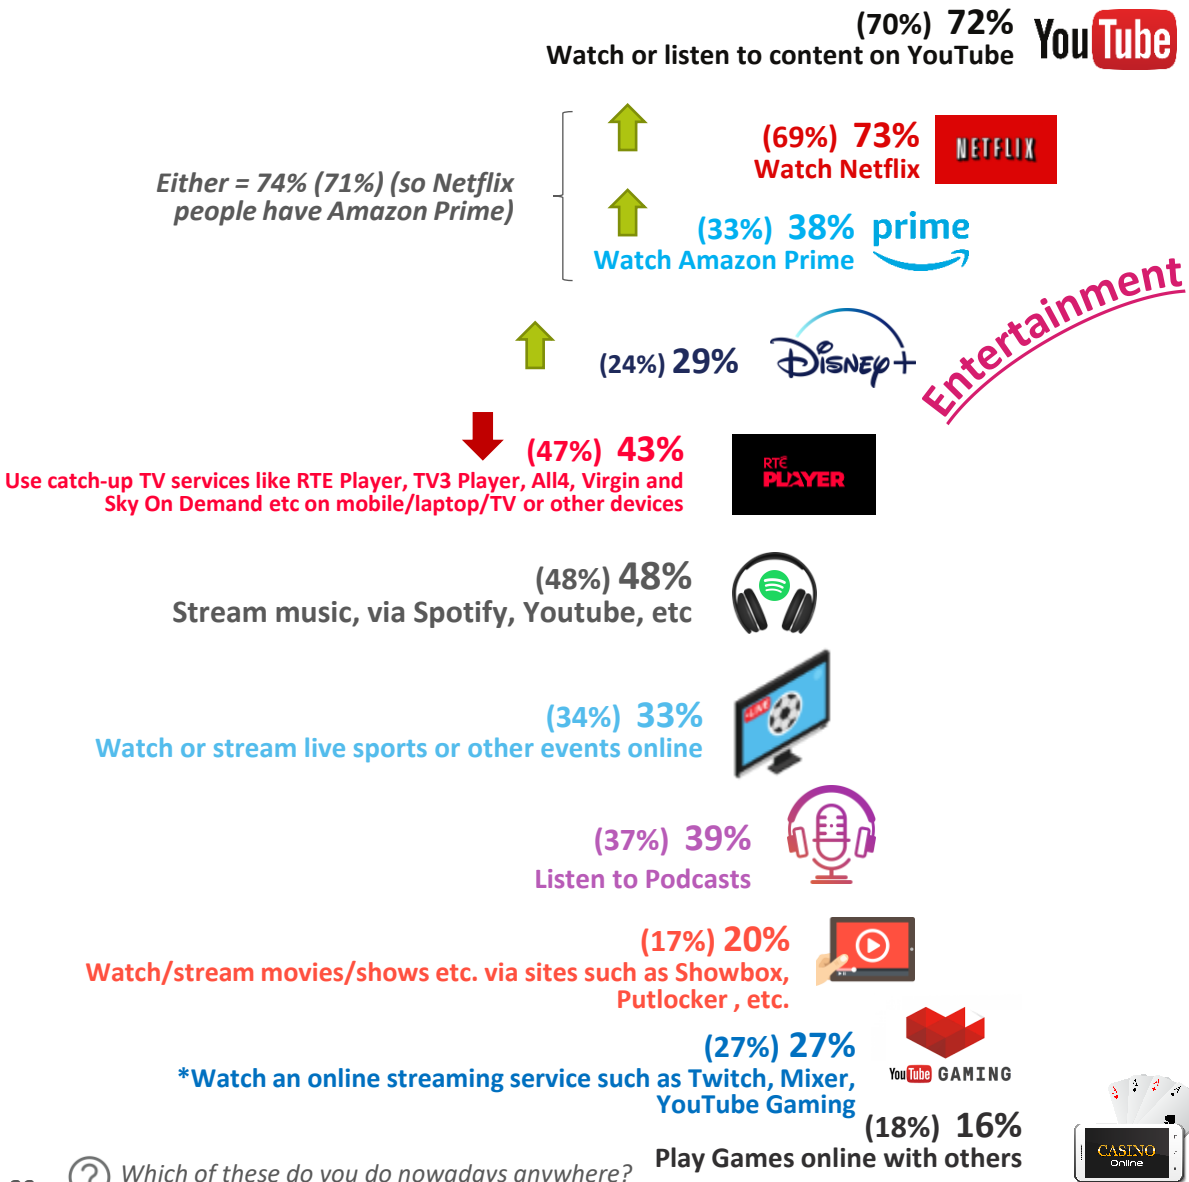 (70%) 72%
Watch or listen to content on YouTube
YouTube
(69%) 73%
Watch Netflix
NETFLIX
Either = 74% (71%) (so Netflix
people have Amazon Prime)
(33%) 38%
Watch Amazon Prime
prime
Entertainment
(24%) 29%
Disney+
(47%) 43%
Use catch-up TV services like RTE Player, TV3 Player, All4, Virgin and
Sky On Demand etc on mobile/laptop/TV or other devices
RTÉ
PLAYER
(48%) 48%
Stream music, via Spotify, Youtube, etc
(34%) 33%
Watch or stream live sports or other events online
LIVE
(37%) 39%
Listen to Podcasts
(17%) 20%
Watch/stream movies/shows etc. via sites such as Showbox,
Putlocker , etc.
(27%) 27%
*Watch an online streaming service such as Twitch, Mixer,
YouTube Gaming
YouTube GAMING
(18%) 16%
Play Games online with others
CASINO
Online
? Which of these do you do nowadays anywhere?